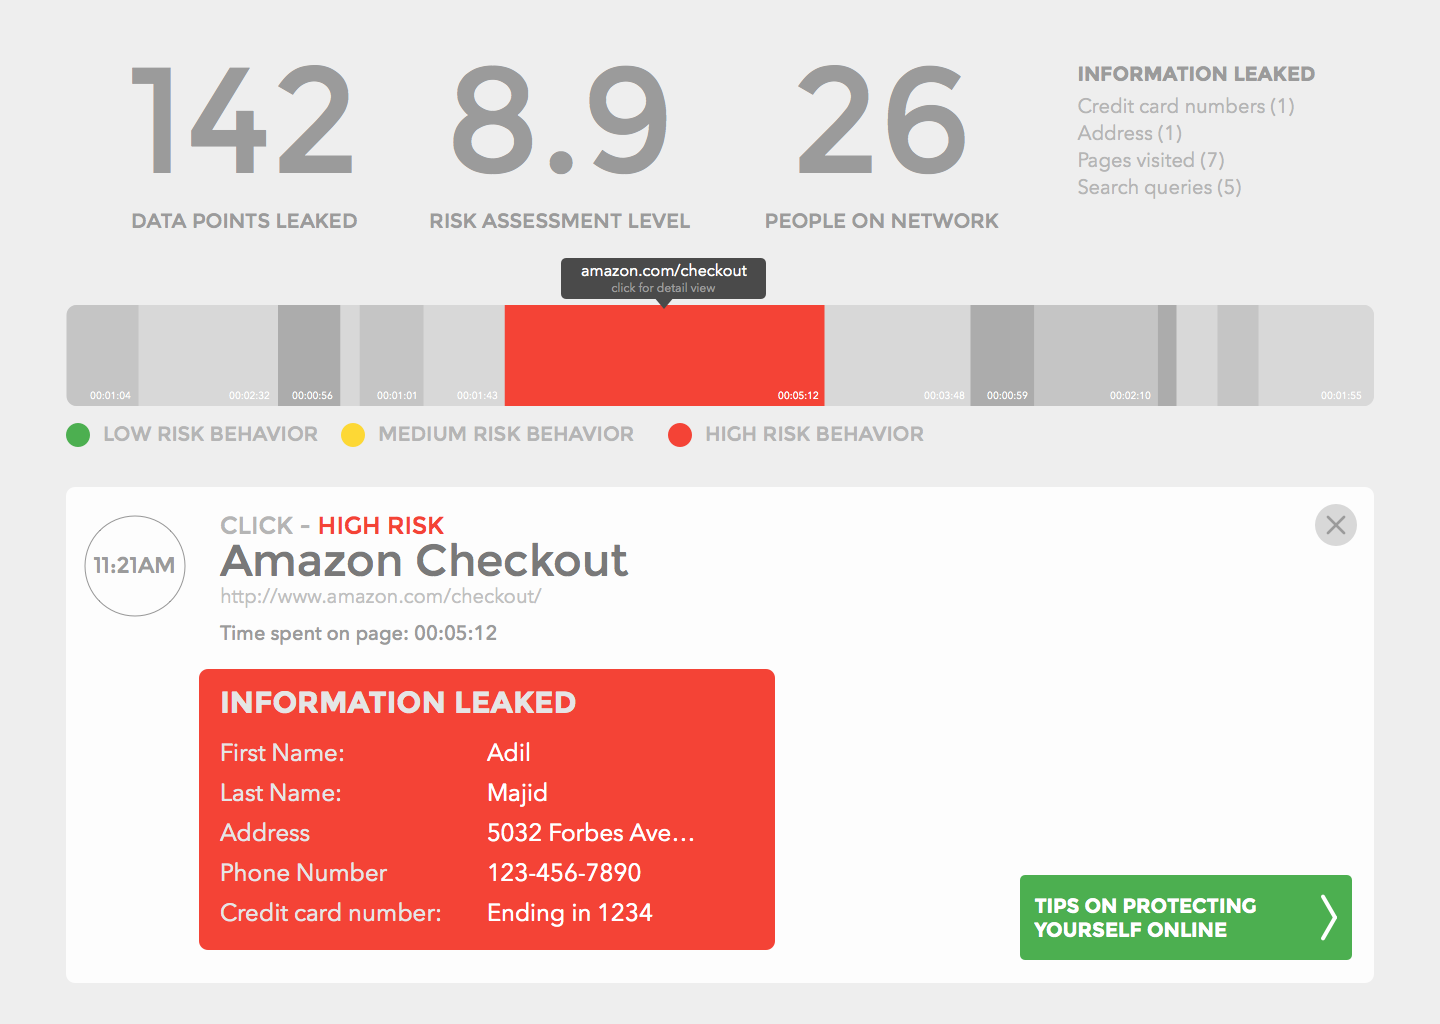 142
DATA POINTS LEAKED
8.9
RISK ASSESSMENT LEVEL
26
PEOPLE ON NETWORK
INFORMATION LEAKED
Credit card numbers (1)
Address (1)
Pages visited (7)
Search queries (5)
amazon.com/checkout
click for detail view
00:01:04
00:02:32
00:00:56
00:01:01
00:01:43
00:05:12
00:03:48
00:00:59
00:02:10
00:01:55
LOW RISK BEHAVIOR
MEDIUM RISK BEHAVIOR
HIGH RISK BEHAVIOR
11:21AM
CLICK - HIGH RISK
Amazon Checkout
http://www.amazon.com/checkout/
Time spent on page: 00:05:12
INFORMATION LEAKED
First Name: Adil
Last Name: Majid
Address 5032 Forbes Ave...
Phone Number 123-456-7890
Credit card number: Ending in 1234
TIPS ON PROTECTING
YOURSELF ONLINE